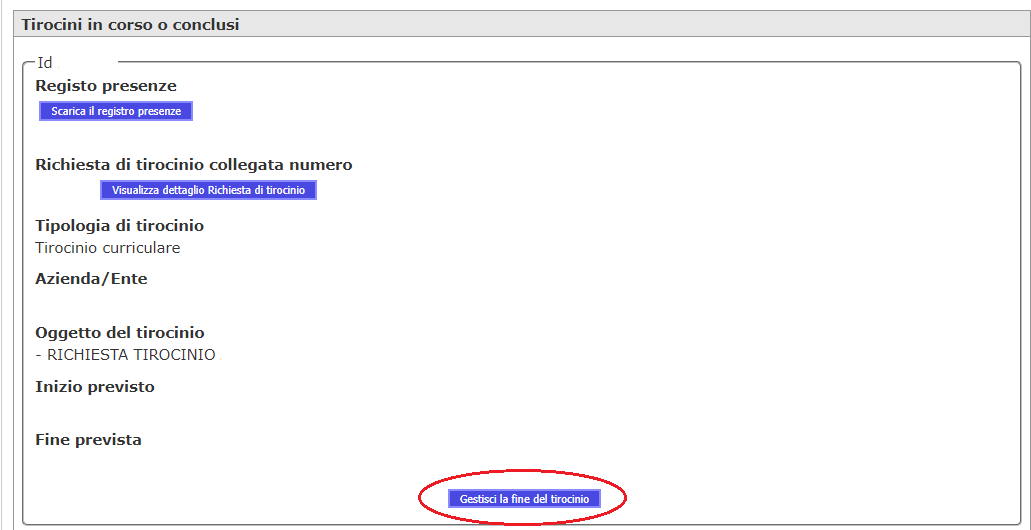 Tirocini in corso o conclusi
Id
Registo presenze
Scarica il registro presenze
Richiesta di tirocinio collegata numero
Visualizza dettaglio Richiesta di tirocinio
Tipologia di tirocinio
Tirocinio curriculare
Azienda/Ente
Oggetto del tirocinio
- RICHIESTA TIROCINIO
Inizio previsto
Fine prevista
Gestisci la fine del tirocinio